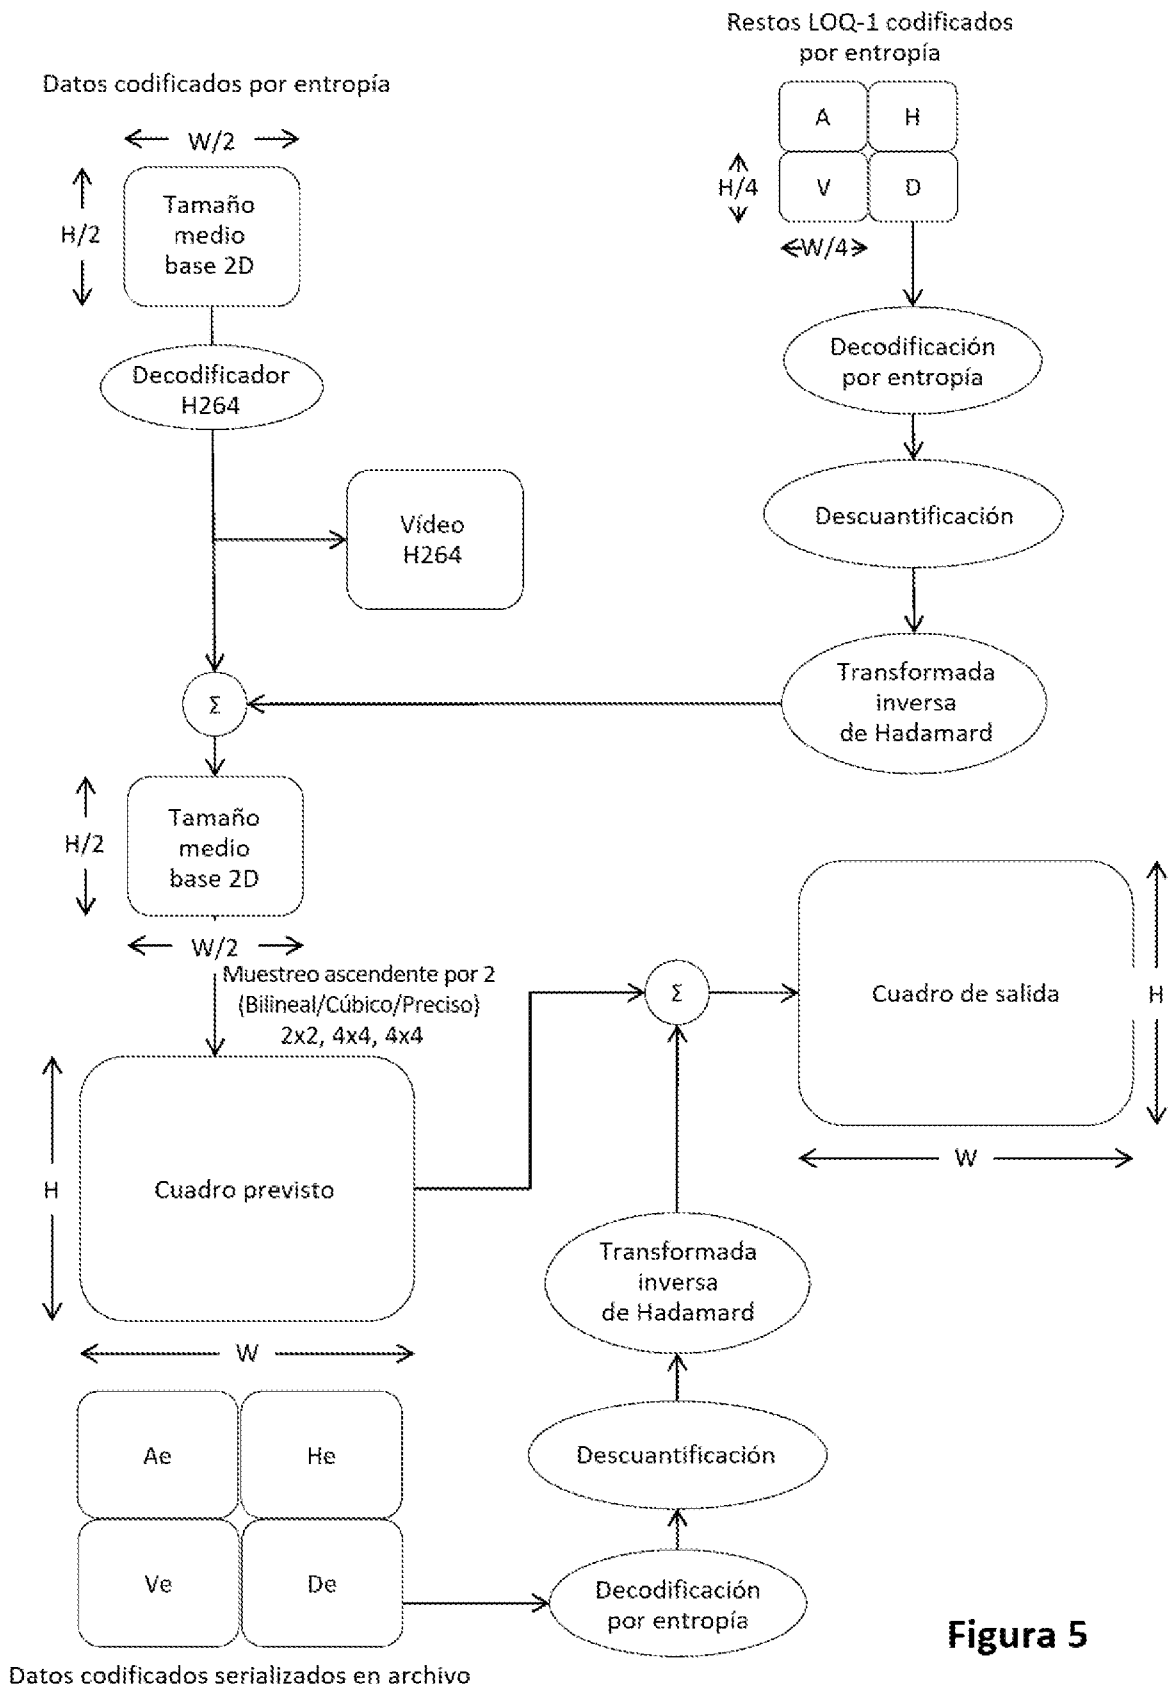 Restos LOQ-1 codificados
por entropía
Datos codificados por entropía
W/2
H/2
Tamaño
medio
base 2D
A
H
V
D
H/4
W/4
Decodificador
H264
Decodificación
por entropía
Vídeo
H264
Descuantificación
Σ
Transformada
inversa
de Hadamard
H/2
Tamaño
medio
base 2D
W/2
Muestreo ascendente por 2
(Bilineal/Cúbico/Preciso)
2x2, 4x4, 4x4
Σ
Cuadro de salida
H
W
H
Cuadro previsto
W
Transformada
inversa
de Hadamard
Descuantificación
Decodificación
por entropía
Ae
He
Ve
De
Datos codificados serializados en archivo
Figura 5